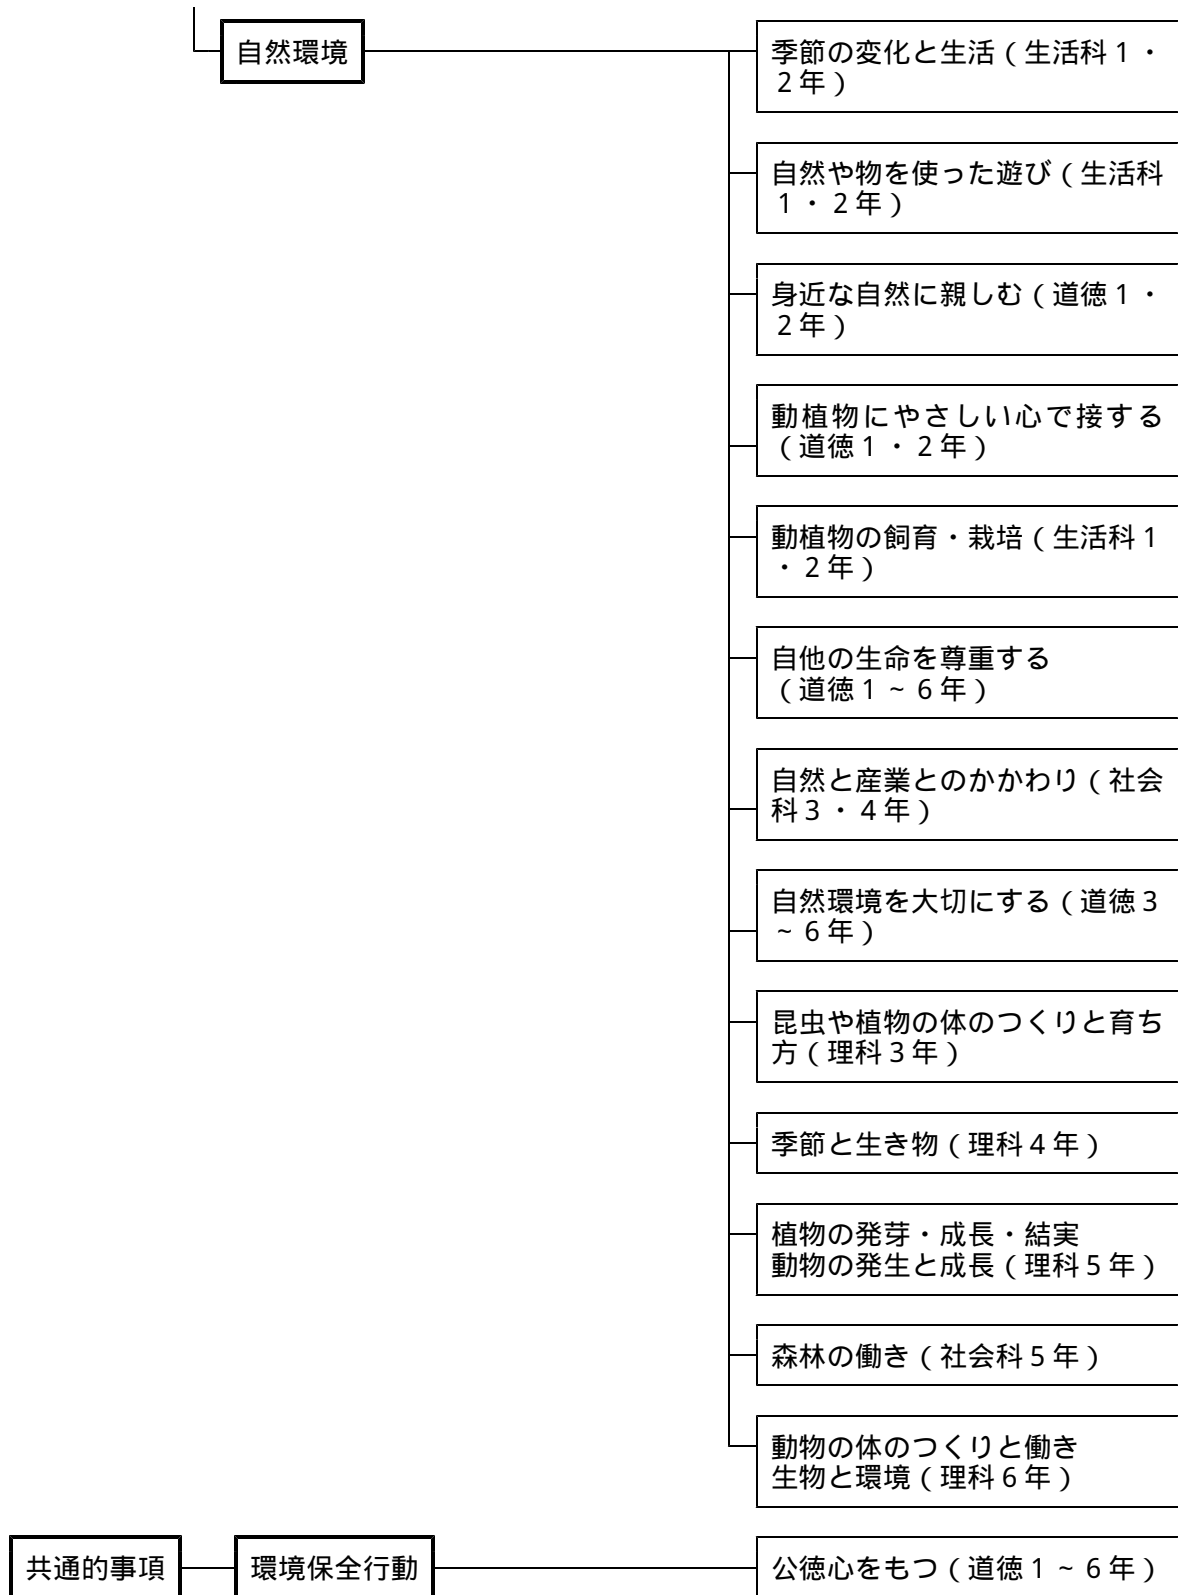 自然環境
季節の変化と生活(生活科1・
2年)
自然や物を使った遊び(生活科
1・2年)
身近な自然に親しむ(道徳1・
2年)
動植物にやさしい心で接する
(道徳1・2年)
動植物の飼育・栽培(生活科1
・2年)
自他の生命を尊重する
(道徳1~6年)
自然と産業とのかかわり(社会
科3・4年)
自然環境を大切にする(道徳3
~6年)
昆虫や植物の体のつくりと育ち
方(理科3年)
季節と生き物(理科4年)
植物の発芽・成長・結実
動物の発生と成長(理科5年)
森林の働き(社会科5年)
動物の体のつくりと働き
生物と環境(理科6年)
共通的事項
環境保全行動
公徳心をもつ(道徳1~6年)